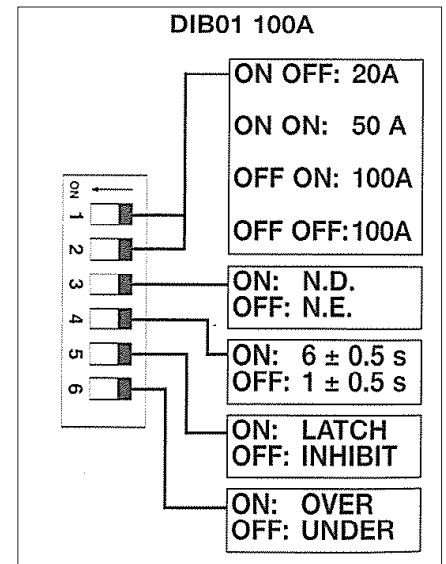 DIB01 100A
ON OFF: 20A
ON ON: 50 A
OFF ON: 100A
OFF OFF:100A
ON
1
2
3
4
5
6
ON: N.D.
OFF: N.E.
ON: 6 ± 0.5 s
OFF: 1 ± 0.5 s
ON: LATCH
OFF: INHIBIT
ON: OVER
OFF: UNDER